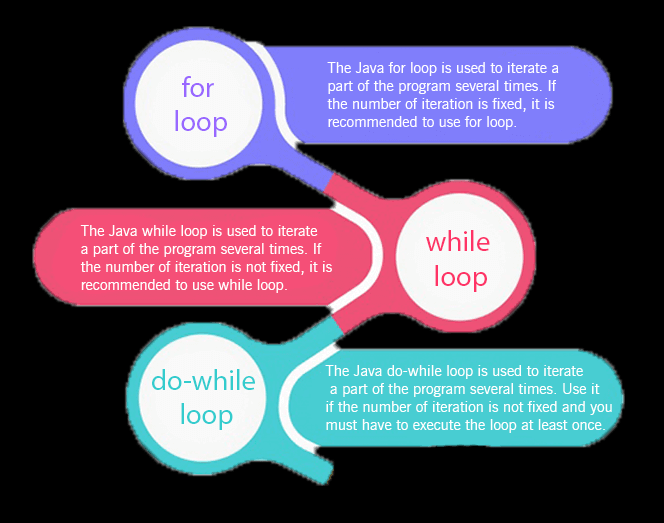 for
loop
The Java for loop is used to iterate a
part of the program several times. If
the number of iteration is fixed, it is
recommended to use for loop.
The Java while loop is used to iterate
a part of the program several times. If
the number of iteration is not fixed, it is
recommended to use while loop.
while
loop
do-while
loop
The Java do-while loop is used to iterate
a part of the program several times. Use it
if the number of iteration is not fixed and you
must have to execute the loop at least once.